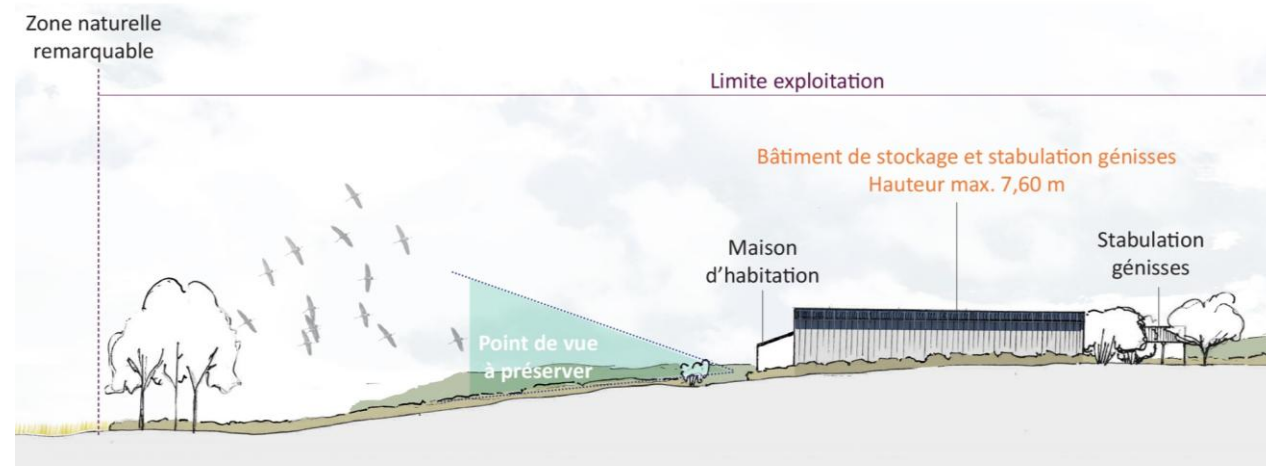 Zone naturelle
remarquable
Limite exploitation
Bâtiment de stockage et stabulation génisses
Hauteur max. 7,60 m
Maison
d’habitation
Stabulation
génisses
Point de vue
à préserver